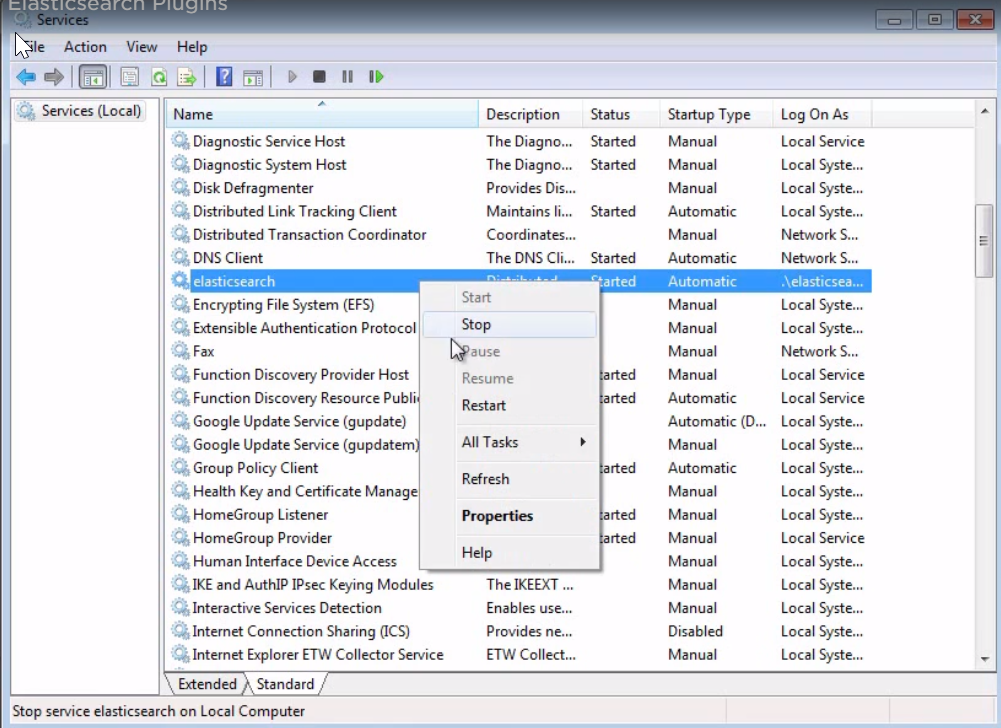 Elasticsearch Plugins
Services
File Action View Help
Services (Local)
Name Description Status Startup Type Log On As
Diagnostic Service Host The Diagno... Started Manual Local Service
Diagnostic System Host The Diagno... Started Manual Local Syste...
Disk Defragmenter Provides Dis... Manual Local Syste...
Distributed Link Tracking Client Maintains li... Started Automatic Local Syste...
Distributed Transaction Coordinator Coordinates... Manual Network S...
DNS Client The DNS Cli... Started Automatic Network S...
elasticsearch Distributed Started Automatic .\elasticsea...
Encrypting File System (EFS) Manual Local Syste...
Extensible Authentication Protocol Manual Local Syste...
Fax Manual Network S...
Function Discovery Provider Host arted Manual Local Service
Function Discovery Resource Public arted Automatic Local Service
Google Update Service (gupdate) Automatic (D... Local Syste...
Google Update Service (gupdatem) Manual Local Syste...
Group Policy Client arted Automatic Local Syste...
Health Key and Certificate Manage Manual Local Syste...
HomeGroup Listener arted Manual Local Syste...
HomeGroup Provider arted Manual Local Service
Human Interface Device Access Manual Local Syste...
IKE and AuthIP IPsec Keying Modules The IKEEXT ... Manual Local Syste...
Interactive Services Detection Enables use... Manual Local Syste...
Internet Connection Sharing (ICS) Provides ne... Disabled Local Syste...
Internet Explorer ETW Collector Service ETW Collect... Manual Local Syste...
Start
Stop
Pause
Resume
Restart
All Tasks
Refresh
Properties
Help
Extended Standard
Stop service elasticsearch on Local Computer